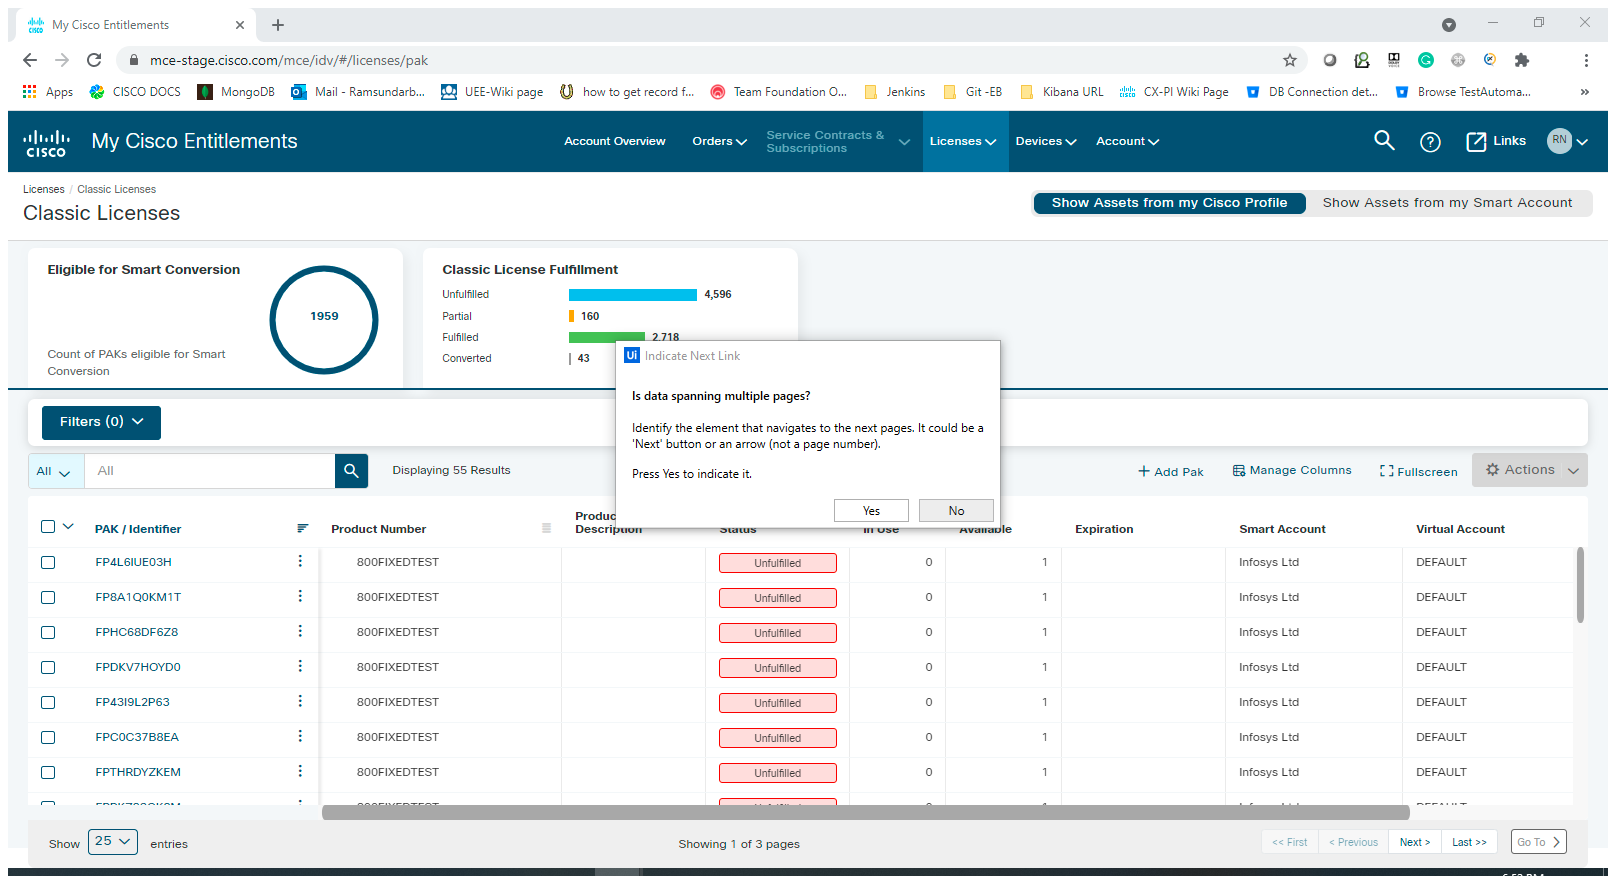 My Cisco Entitlements
mce-stage.cisco.com/mce/idv/#/licenses/pak
Apps CISCO DOCS MongoDB Mail - Ramsundarb... UEE-Wiki page how to get record f... Team Foundation O... Jenkins Git -EB Kibana URL CX-PI Wiki Page DB Connection det... Browse TestAutoma... »
CISCO My Cisco Entitlements Account Overview Orders Service Contracts & Subscriptions Licenses Devices Account Links RN
Licenses / Classic Licenses
Classic Licenses
Show Assets from my Cisco Profile Show Assets from my Smart Account
Eligible for Smart Conversion
1959
Count of PAKs eligible for Smart
Conversion
Classic License Fulfillment
Unfulfilled 4,596
Partial 160
Fulfilled 2,718
Converted 43
Ui Indicate Next Link
Is data spanning multiple pages?
Identify the element that navigates to the next pages. It could be a
'Next' button or an arrow (not a page number).
Press Yes to indicate it.
Yes No
Filters (0)
All All Displaying 55 Results + Add Pak Manage Columns Fullscreen Actions
PAK / Identifier Product Number Description Status In Use Available Expiration Smart Account Virtual Account
FP4L6IUE03H 800FIXEDTEST Unfulfilled 0 1 Infosys Ltd DEFAULT
FP8A1Q0KM1T 800FIXEDTEST Unfulfilled 0 1 Infosys Ltd DEFAULT
FPHC68DF6Z8 800FIXEDTEST Unfulfilled 0 1 Infosys Ltd DEFAULT
FPDKV7HOYD0 800FIXEDTEST Unfulfilled 0 1 Infosys Ltd DEFAULT
FP43I9L2P63 800FIXEDTEST Unfulfilled 0 1 Infosys Ltd DEFAULT
FPC0C37B8EA 800FIXEDTEST Unfulfilled 0 1 Infosys Ltd DEFAULT
FPTHRDYZKEM 800FIXEDTEST Unfulfilled 0 1 Infosys Ltd DEFAULT
Show 25 entries Showing 1 of 3 pages << First < Previous Next > Last >> Go To